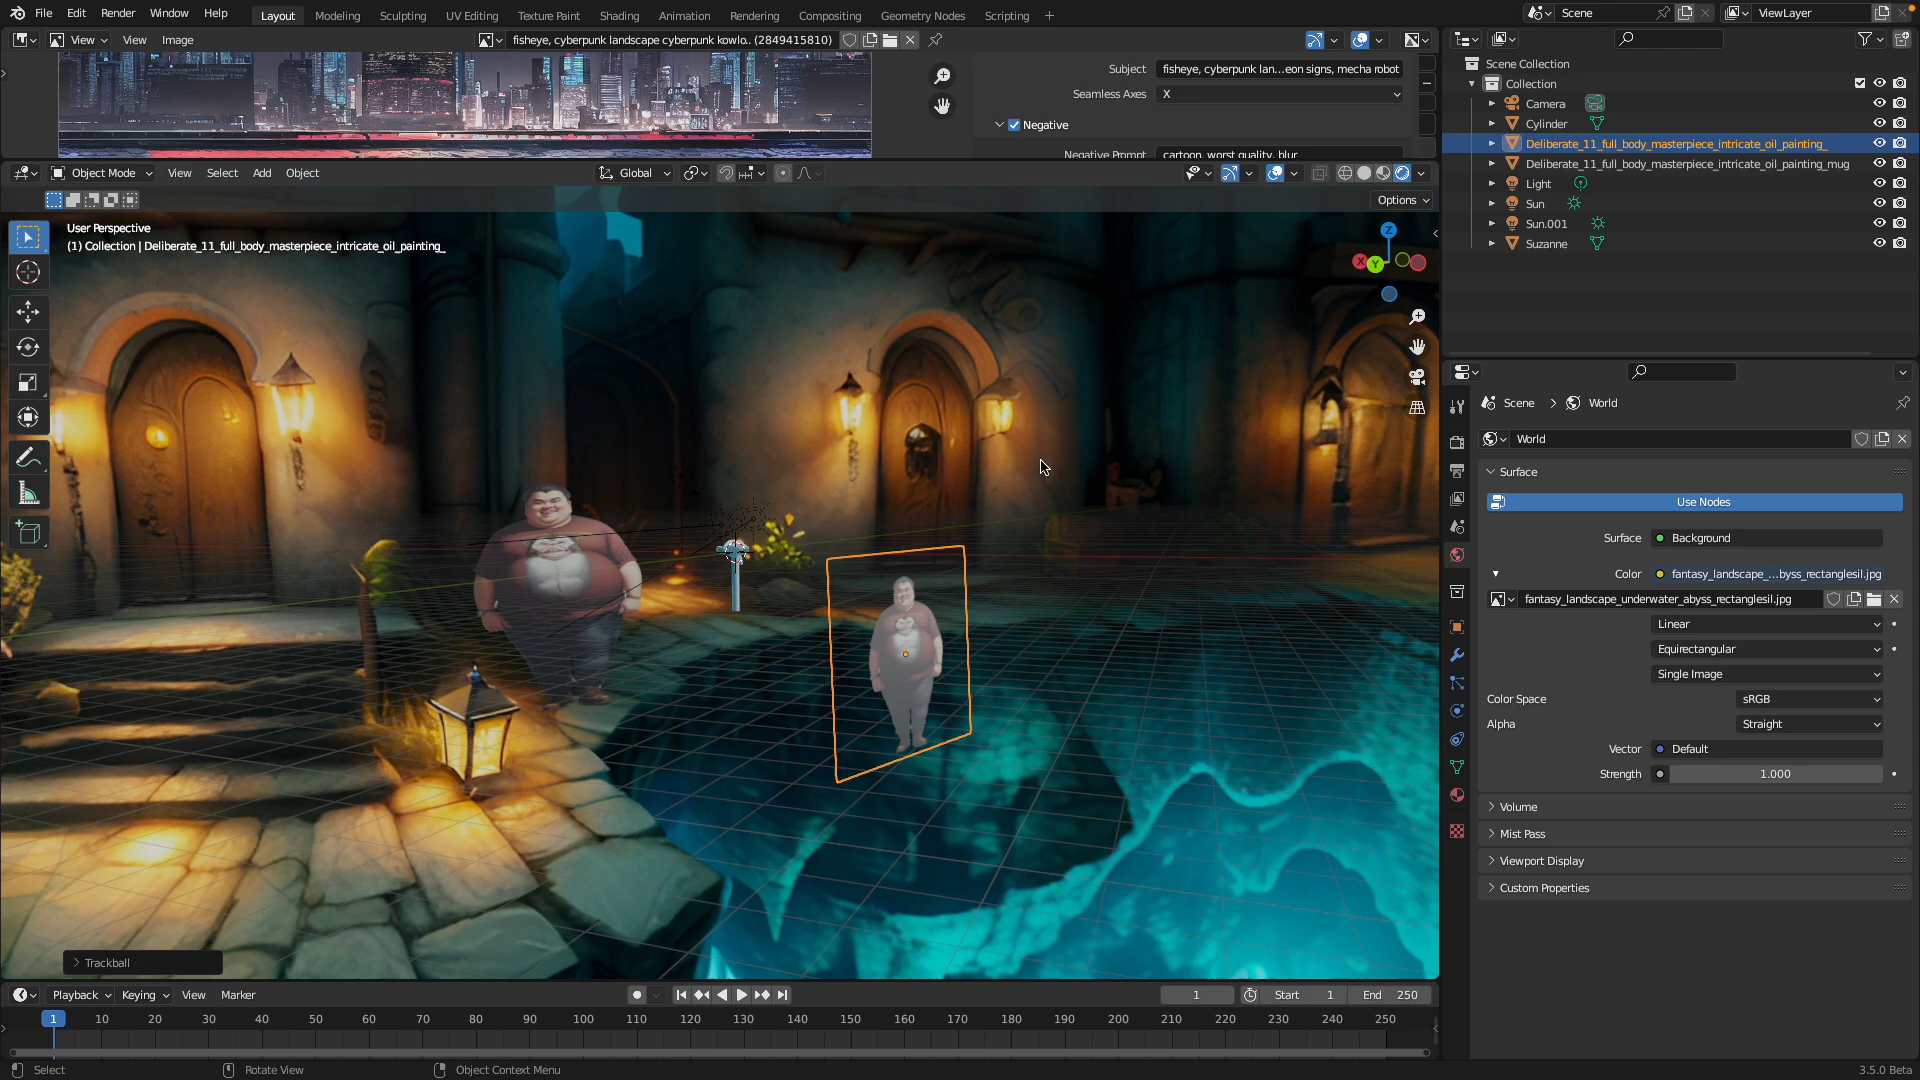 File Edit Render Window Help Layout Modeling Sculpting UV Editing Texture Paint Shading Animation Rendering Compositing Geometry Nodes Scripting + Scene ViewLayer
View View Image fisheye, cyberpunk landscape cyberpunk kowlo.. (2849415810)
Subject fisheye, cyberpunk lan...eon signs, mecha robot
Seamless Axes X
Negative
Negative Prompt cartoon, worst quality, blur
Object Mode View Select Add Object Global
Options
User Perspective
(1) Collection | Deliberate_11_full_body_masterpiece_intricate_oil_painting_
Z
X
Y
Trackball
Scene Collection
Collection
Camera
Cylinder
Deliberate_11_full_body_masterpiece_intricate_oil_painting_
Deliberate_11_full_body_masterpiece_intricate_oil_painting_mug
Light
Sun
Sun.001
Suzanne
Scene > World
World
Surface
Use Nodes
Surface Background
Color fantasy_landscape_...byss_rectanglesil.jpg
fantasy_landscape_underwater_abyss_rectanglesil.jpg
Linear
Equirectangular
Single Image
Color Space sRGB
Alpha Straight
Vector Default
Strength 1.000
Volume
Mist Pass
Viewport Display
Custom Properties
Playback Keying View Marker 1 Start 1 End 250
1 10 20 30 40 50 60 70 80 90 100 110 120 130 140 150 160 170 180 190 200 210 220 230 240 250
Select Rotate View Object Context Menu 3.5.0 Beta